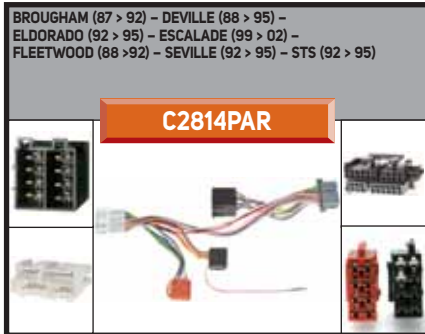 BROUGHAM (87 > 92) – DEVILLE (88 > 95) –
ELDORADO (92 > 95) – ESCALADE (99 > 02) –
FLEETWOOD (88 >92) – SEVILLE (92 > 95) – STS (92 > 95)
C2814PAR